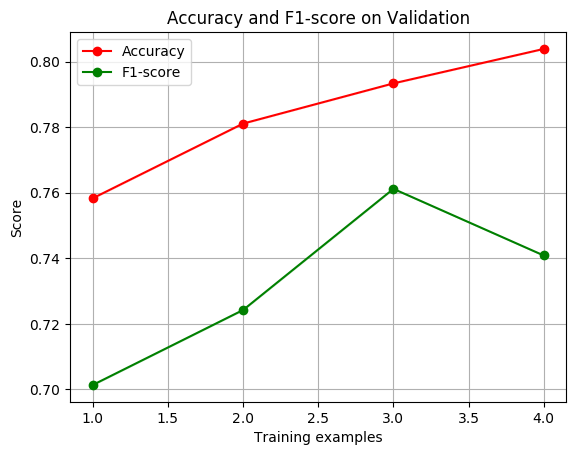 Accuracy and F1-score on Validation
Accuracy
F1-score
Score
0.80
0.78
0.76
0.74
0.72
0.70
1.0 1.5 2.0 2.5 3.0 3.5 4.0
Training examples